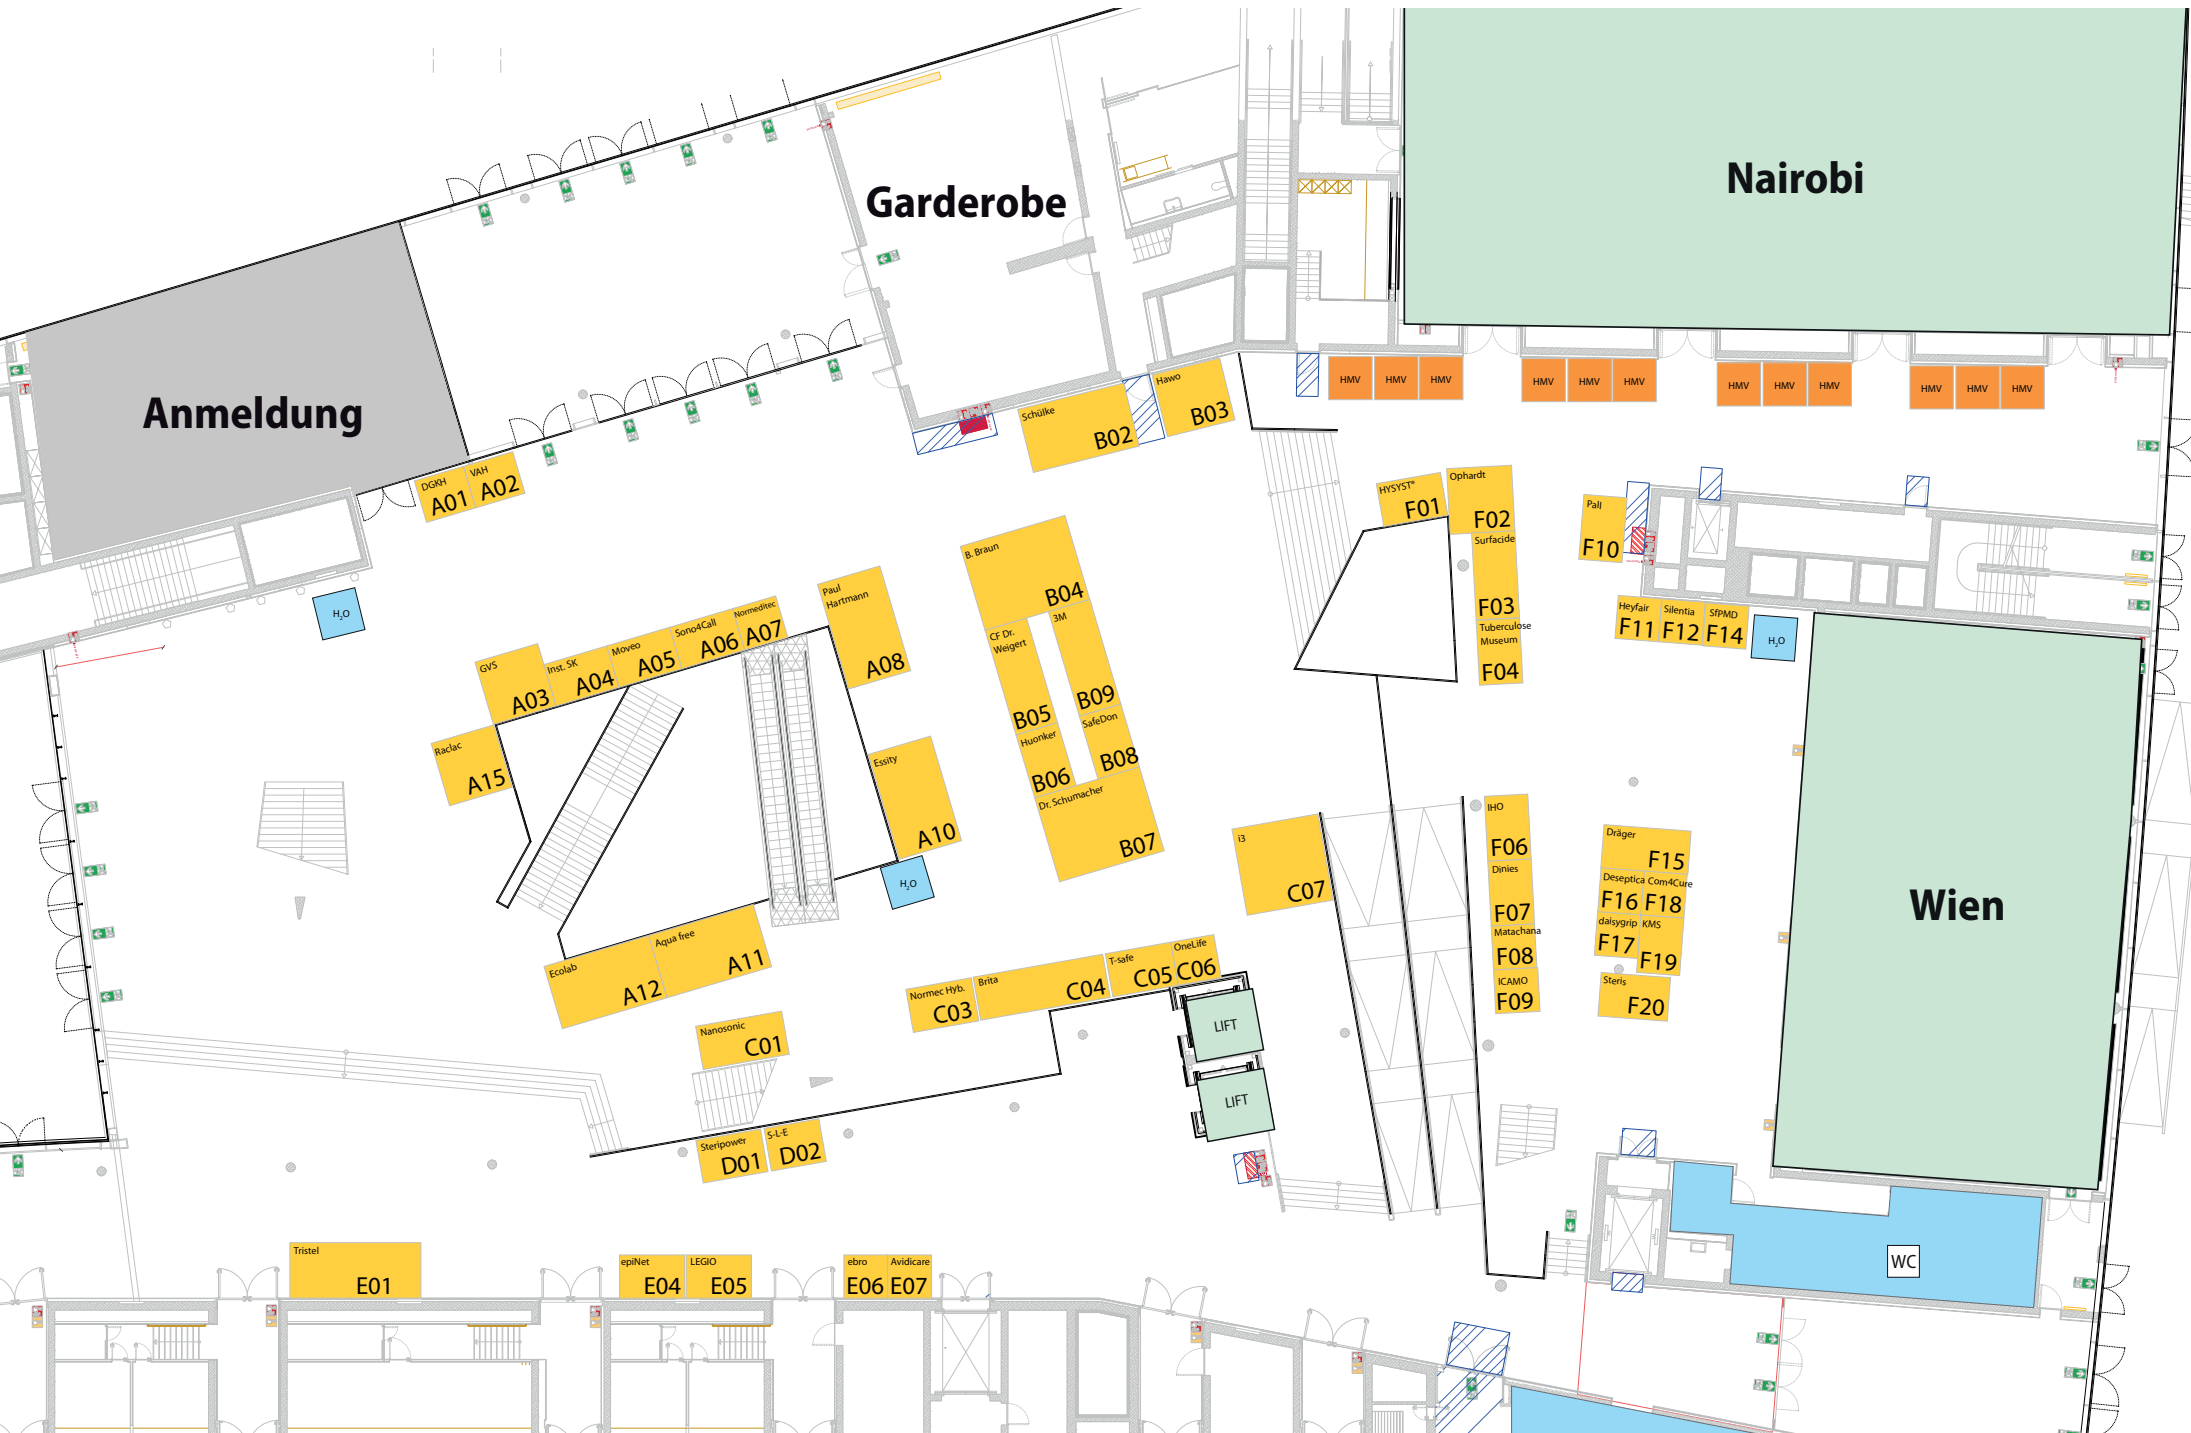 Nairobi
Garderobe
Anmeldung
HMV
HMV
HMV
HMV
HMV
HMV
HMV
HMV
HMV
HMV
HMV
HMV
Hawo
B03
Schülke
B02
DGKH
A01
VAH
A02
HYSYST®
F01
Ophardt
F02
Surfacide
F03
Tuberculose
Museum
F04
Pall
F10
Heyfair
F11
Silentia
F12
SfPMD
F14
H₂O
H₂O
B. Braun
B04
CF Dr.
Weigert
B05
3M
B09
Huonker
B06
SafeDon
B08
Dr. Schumacher
B07
GVS
A03
Inst. SK
A04
Moveo
A05
Sono4Call
A06
Normeditec
A07
Paul
Hartmann
A08
Raclac
A15
Essity
A10
H₂O
Ecolab
A12
Aqua free
A11
i3
C07
IHO
F06
Dinies
F07
Matachana
F08
ICAMO
F09
Dräger
F15
Deseptica
F16
Com4Cure
F18
daisygrip
F17
KMS
F19
Steris
F20
Wien
Normec Hyb.
C03
Brita
C04
T-safe
C05
OneLife
C06
LIFT
LIFT
Nanosonic
C01
Steripower
D01
S-L-E
D02
Tristel
E01
epiNet
E04
LEGIO
E05
ebro
E06
Avidicare
E07
WC